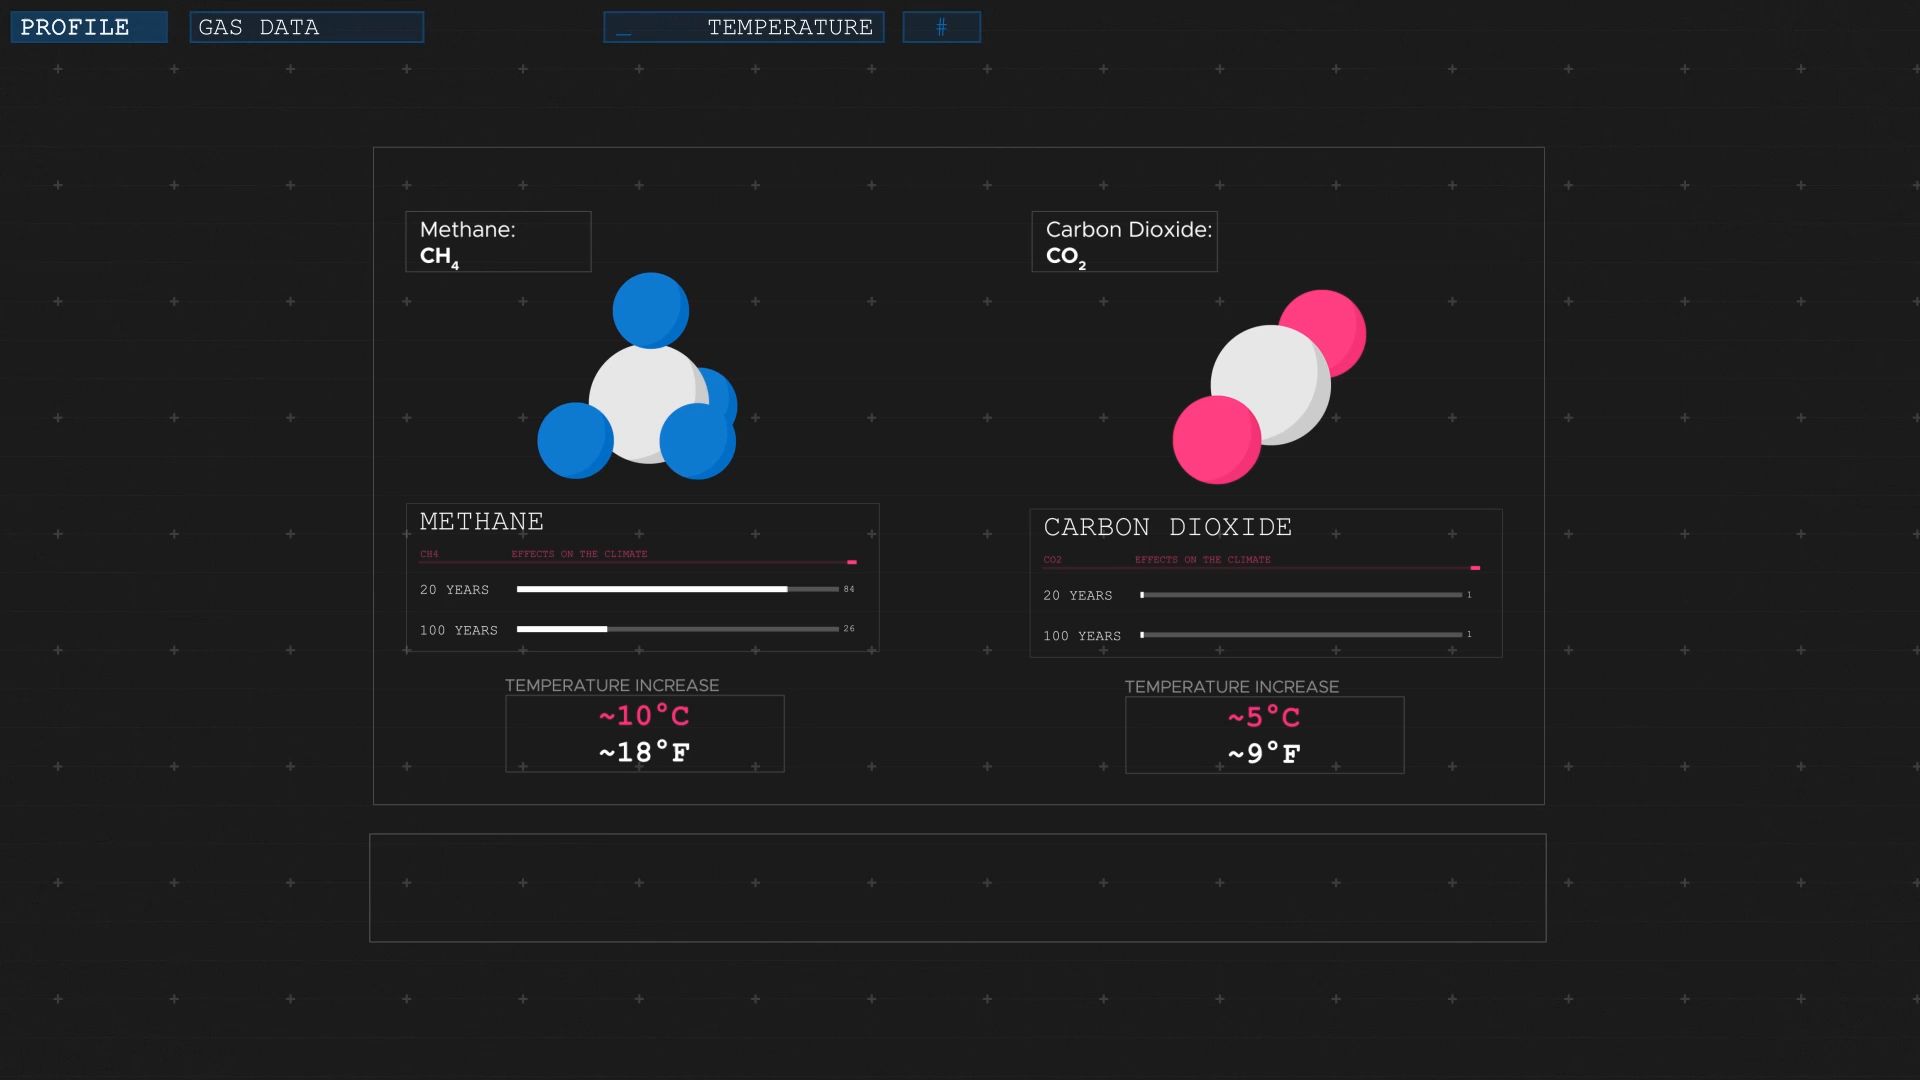 PROFILE
GAS DATA
_ TEMPERATURE
#
Methane:
CH₄
Carbon Dioxide:
CO₂
METHANE
CH4 EFFECTS ON THE CLIMATE
20 YEARS 84
100 YEARS 26
CARBON DIOXIDE
CO2 EFFECTS ON THE CLIMATE
20 YEARS 1
100 YEARS 1
TEMPERATURE INCREASE
~10°C
~18°F
TEMPERATURE INCREASE
~5°C
~9°F